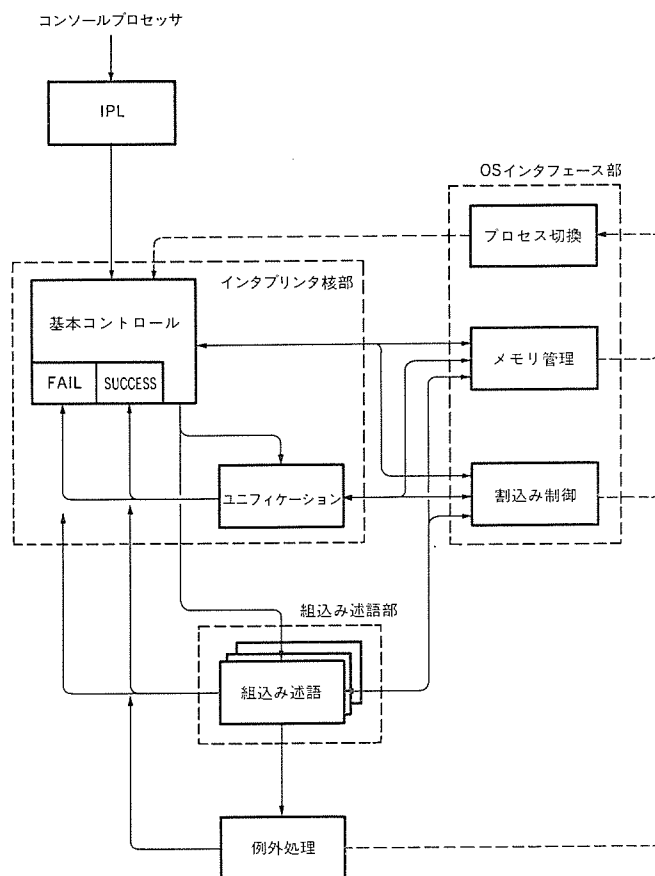 コンソールプロセッサ
IPL
OSインタフェース部
プロセス切換
インタプリンタ核部
基本コントロール
メモリ管理
FAIL
SUCCESS
ユニフィケーション
割込み制御
組込み述語部
組込み述語
例外処理